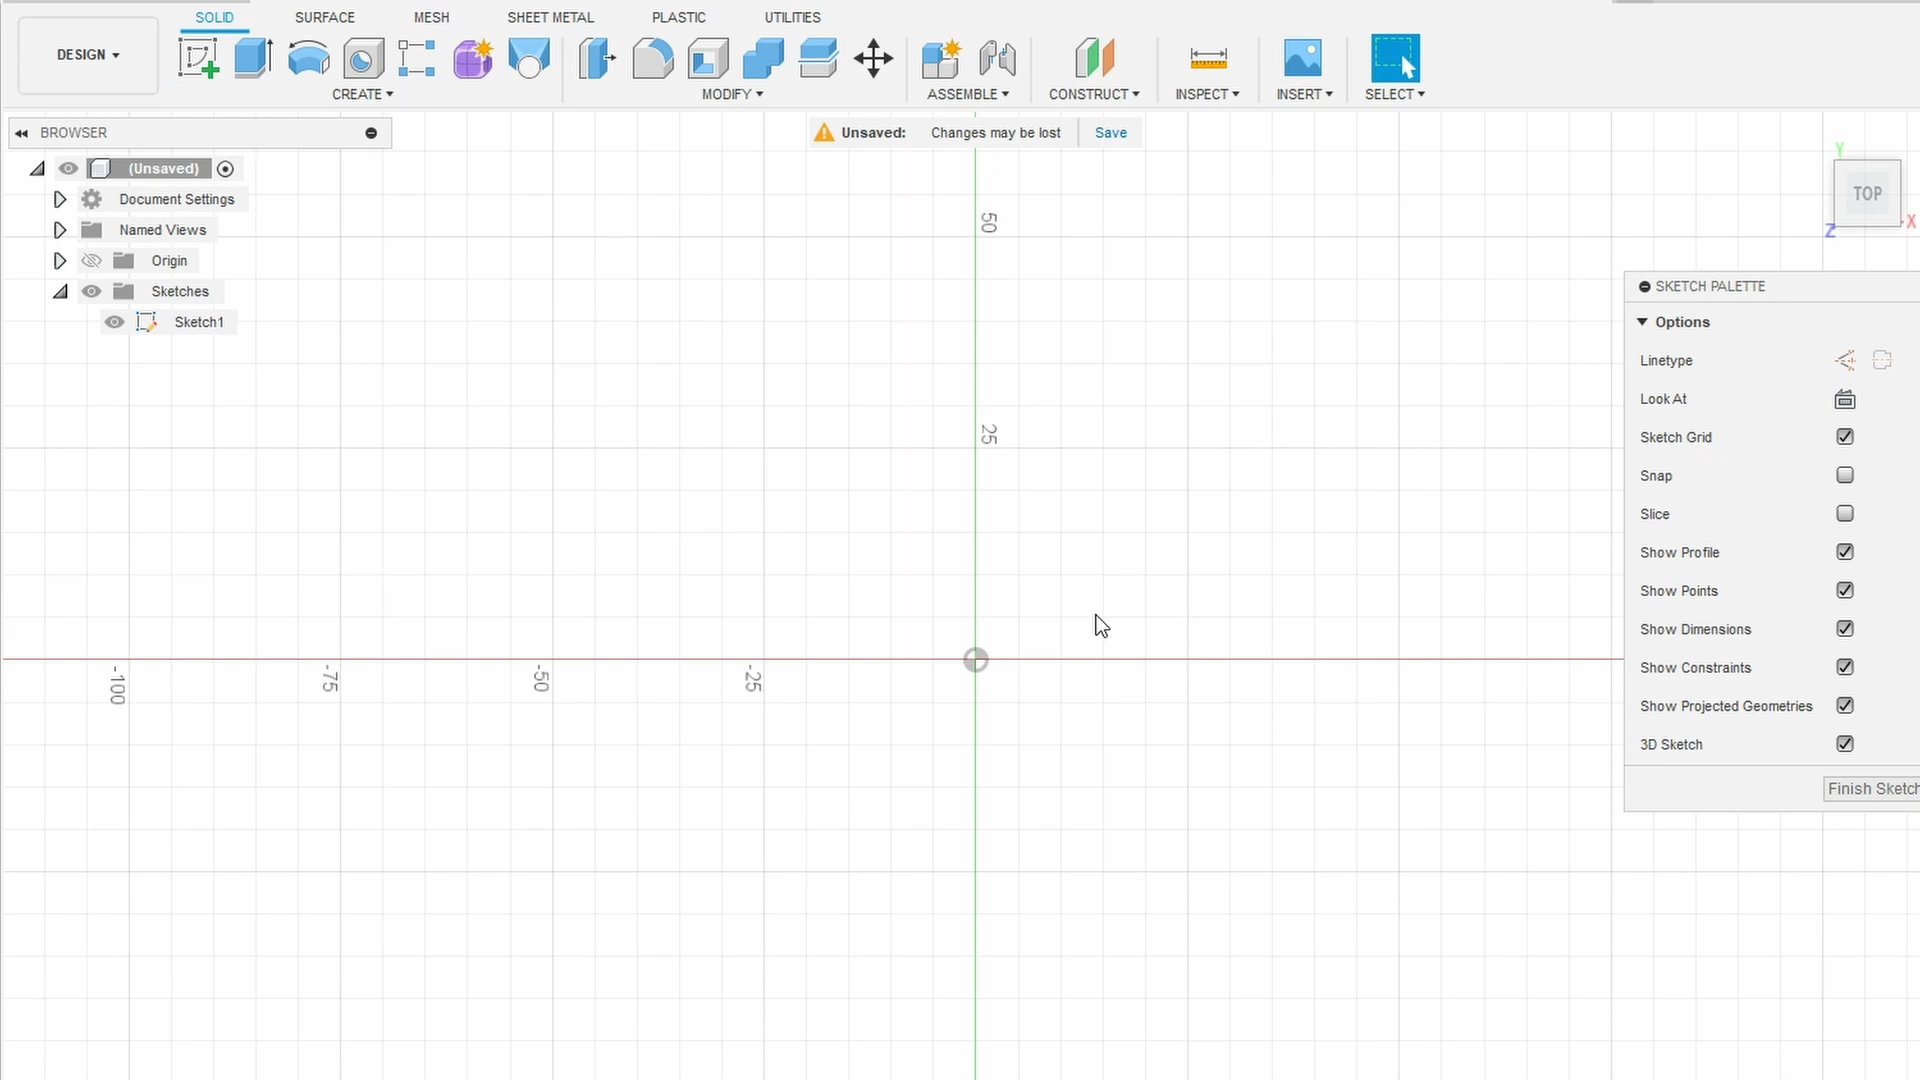 SOLID SURFACE MESH SHEET METAL PLASTIC UTILITIES
DESIGN
CREATE MODIFY ASSEMBLE CONSTRUCT INSPECT INSERT SELECT
BROWSER
Unsaved: Changes may be lost Save
(Unsaved)
Document Settings
Named Views
Origin
Sketches
Sketch1
50
25
-100
-75
-50
-25
Y
TOP
X
Z
SKETCH PALETTE
Options
Linetype
Look At
Sketch Grid
Snap
Slice
Show Profile
Show Points
Show Dimensions
Show Constraints
Show Projected Geometries
3D Sketch
Finish Sketch